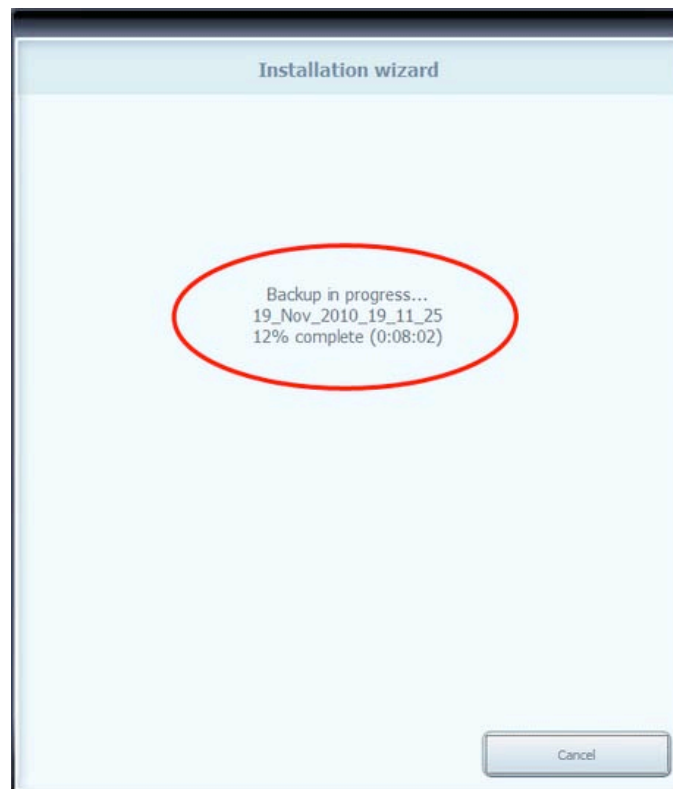 Installation wizard
Backup in progress...
19_Nov_2010_19_11_25
12% complete (0:08:02)
Cancel